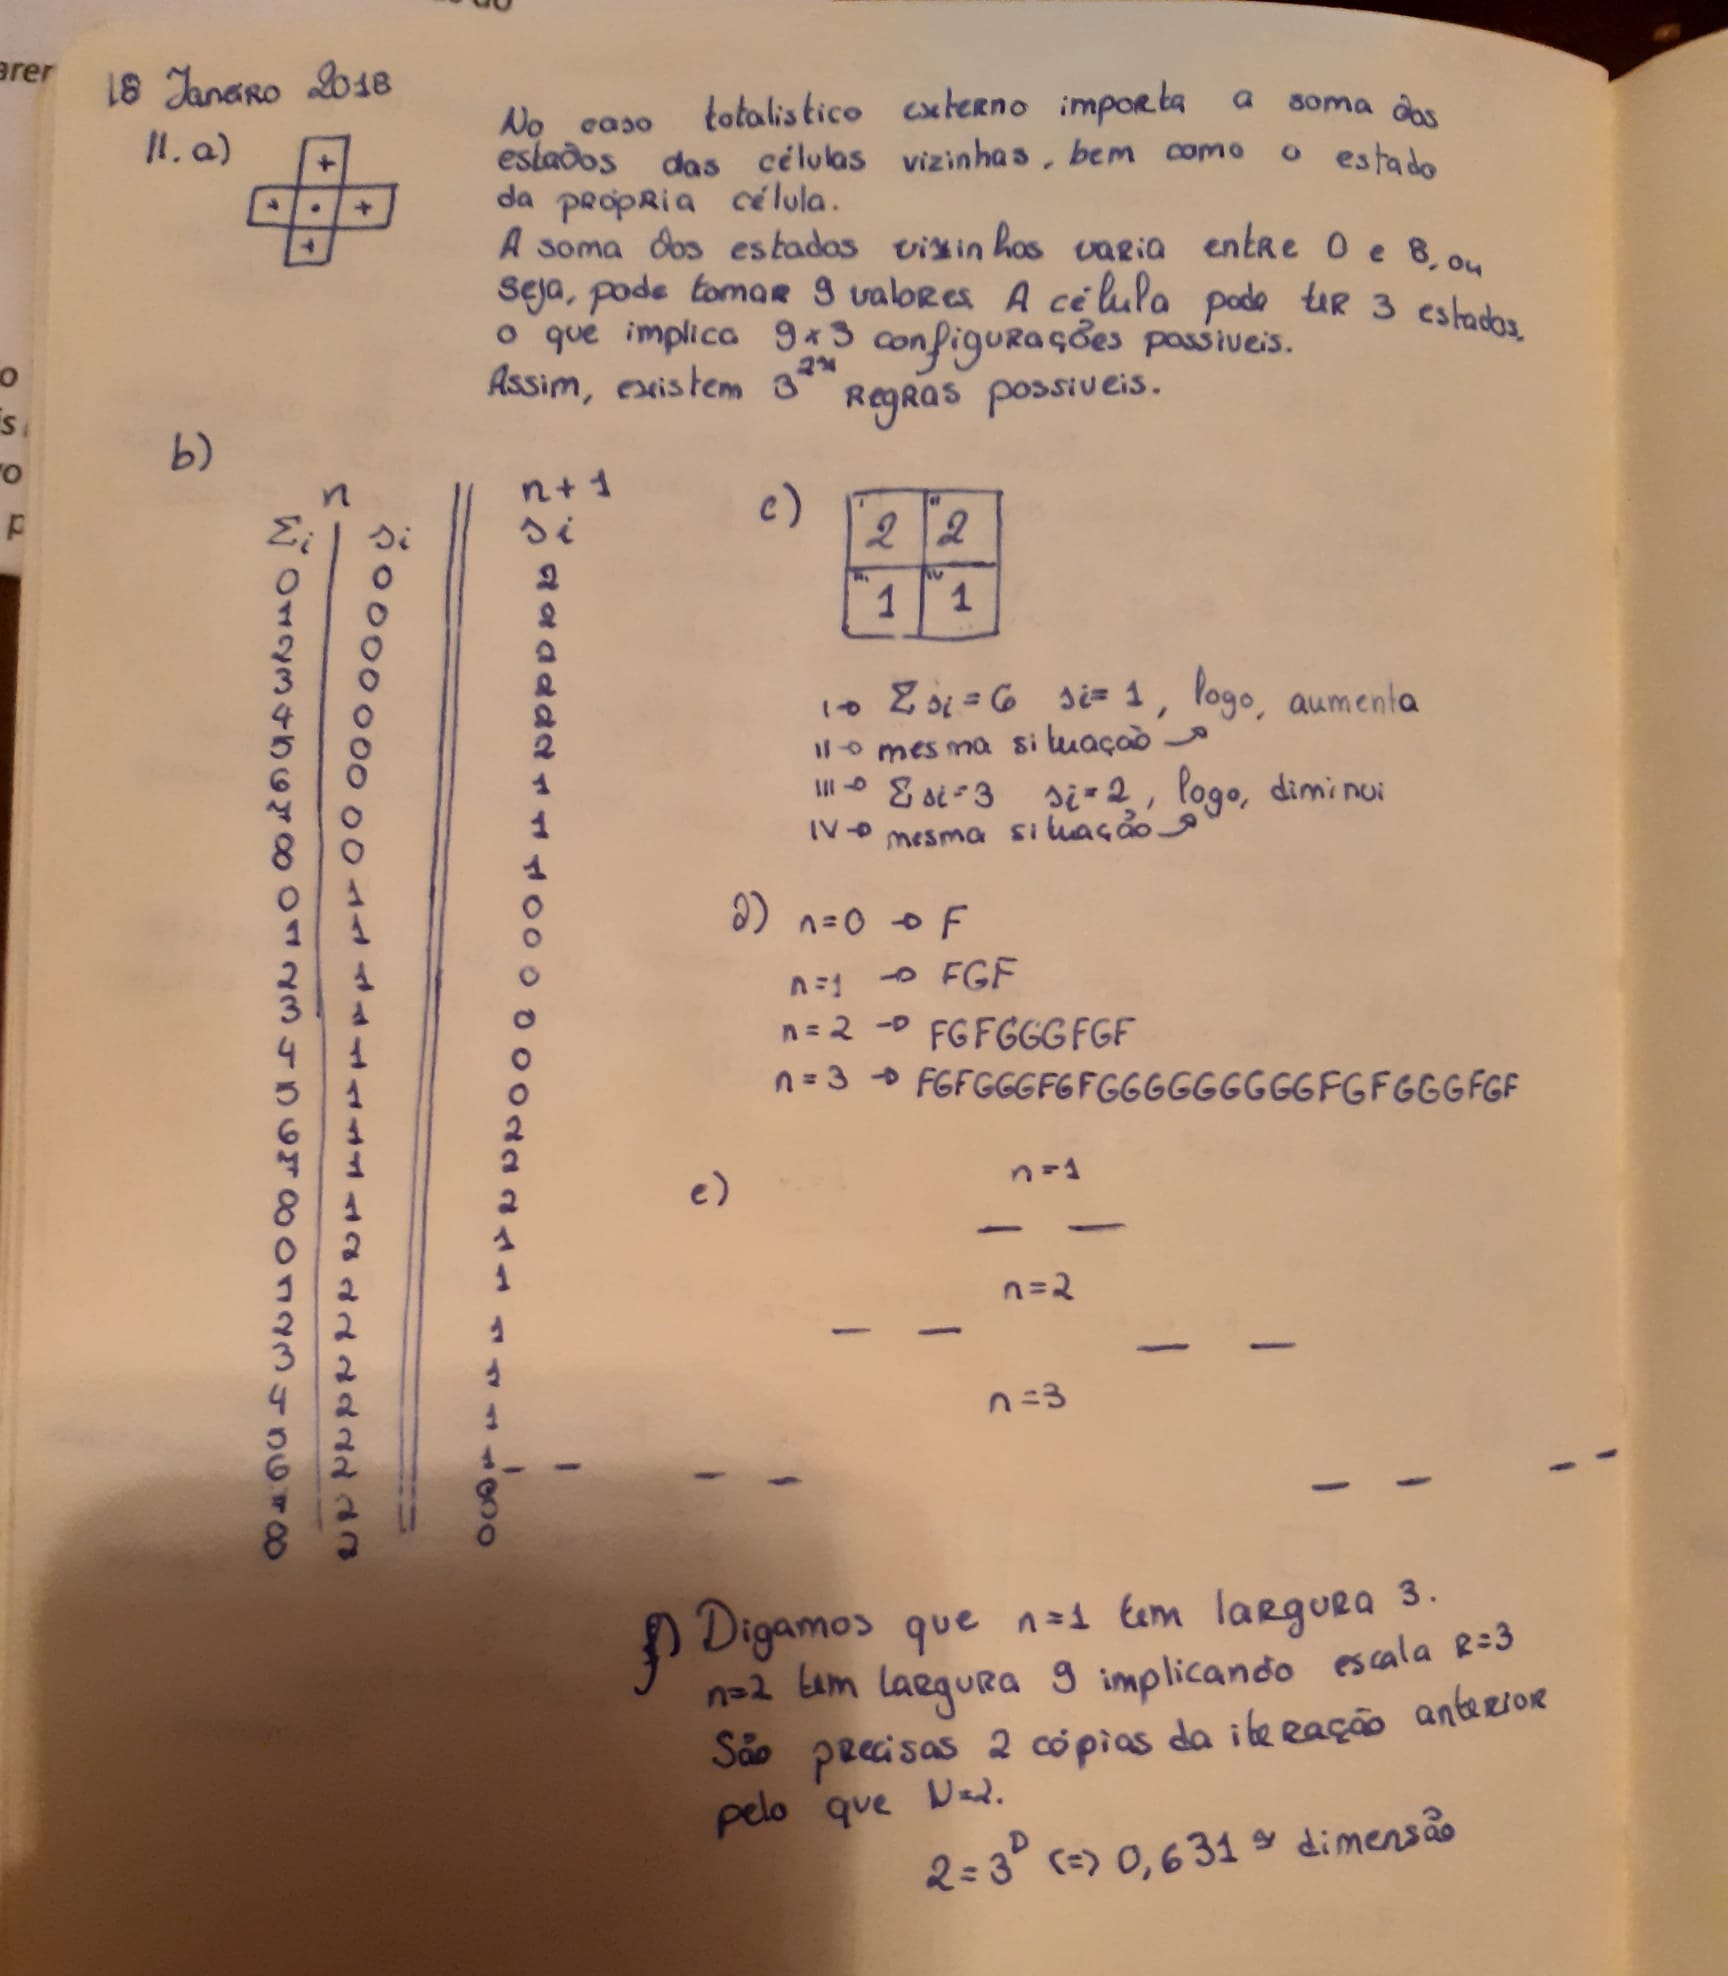 18 Janeiro 2018
II. a)
+
+ • +
+
No caso totalistico externo importa a soma dos
estados das células vizinhas, bem como o estado
da própria célula.
A soma dos estados vizinhos varia entre 0 e 8, ou
seja, pode tomar 9 valores. A célula pode ter 3 estados,
o que implica 9x3 configurações possiveis.
Assim, existem 3^27 Regras possiveis.
b)
n n+1
Σi si si
0 0 2
1 0 2
2 0 2
3 0 2
4 0 2
5 0 2
6 0 1
7 0 1
8 0 1
0 1 0
1 1 0
2 1 0
3 1 0
4 1 0
5 1 0
6 1 2
7 1 2
8 1 2
0 2 1
1 2 1
2 2 1
3 2 1
4 2 1
5 2 1
6 2 0
7 2 0
8 2 0
c)
I 2 II 2
III 1 IV 1
I → Σsi = 6 si = 1, logo, aumenta
II → mesma situação ↗
III → Σsi = 3 si = 2, logo, diminui
IV → mesma situação ↗
d) n=0 → F
n=1 → FGF
n=2 → FGFGGGFGF
n=3 → FGFGGGFGFGGGGGGGGGFGFGGGFGF
e)
n=1
n=2
n=3
f) Digamos que n=1 tem largura 3.
n=2 tem largura 9 implicando escala R=3
São precisas 2 cópias da iteração anterior
pelo que N=2.
2=3^D (=) 0,631 ≈ dimensão